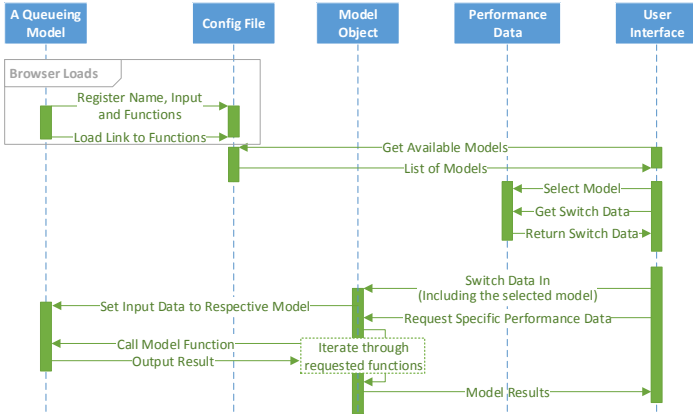 A Queueing
Model
Config File
Model
Object
Performance
Data
User
Interface
Browser Loads
Register Name, Input
and Functions
Load Link to Functions
Get Available Models
List of Models
Select Model
Get Switch Data
Return Switch Data
Switch Data In
(Including the selected model)
Set Input Data to Respective Model
Request Specific Performance Data
Call Model Function
Iterate through
requested functions
Output Result
Model Results